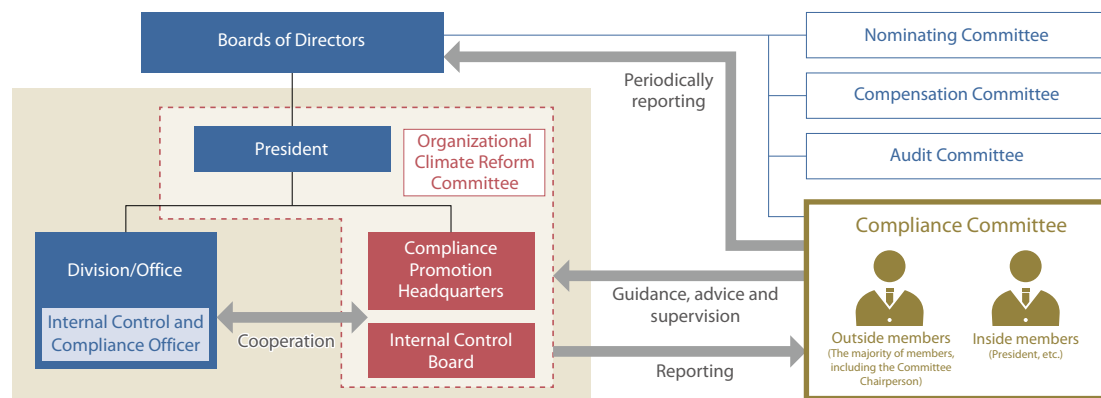 Boards of Directors
Nominating Committee
Periodically
reporting
Compensation Committee
President
Organizational
Climate Reform
Committee
Audit Committee
Compliance Committee
Division/Office
Compliance
Promotion
Headquarters
Guidance, advice and
supervision
Internal Control and
Compliance Officer
Cooperation
Internal Control
Board
Reporting
Outside members
(The majority of members,
including the Committee
Chairperson)
Inside members
(President, etc.)